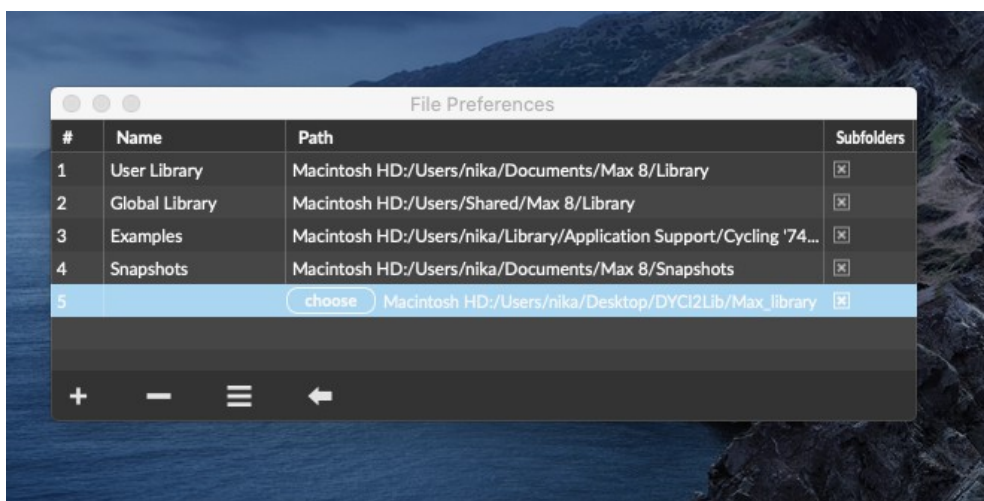 File Preferences
# Name Path Subfolders
1 User Library Macintosh HD:/Users/nika/Documents/Max 8/Library
2 Global Library Macintosh HD:/Users/Shared/Max 8/Library
3 Examples Macintosh HD:/Users/nika/Library/Application Support/Cycling '74...
4 Snapshots Macintosh HD:/Users/nika/Documents/Max 8/Snapshots
5 choose Macintosh HD:/Users/nika/Desktop/DYCI2Lib/Max_library